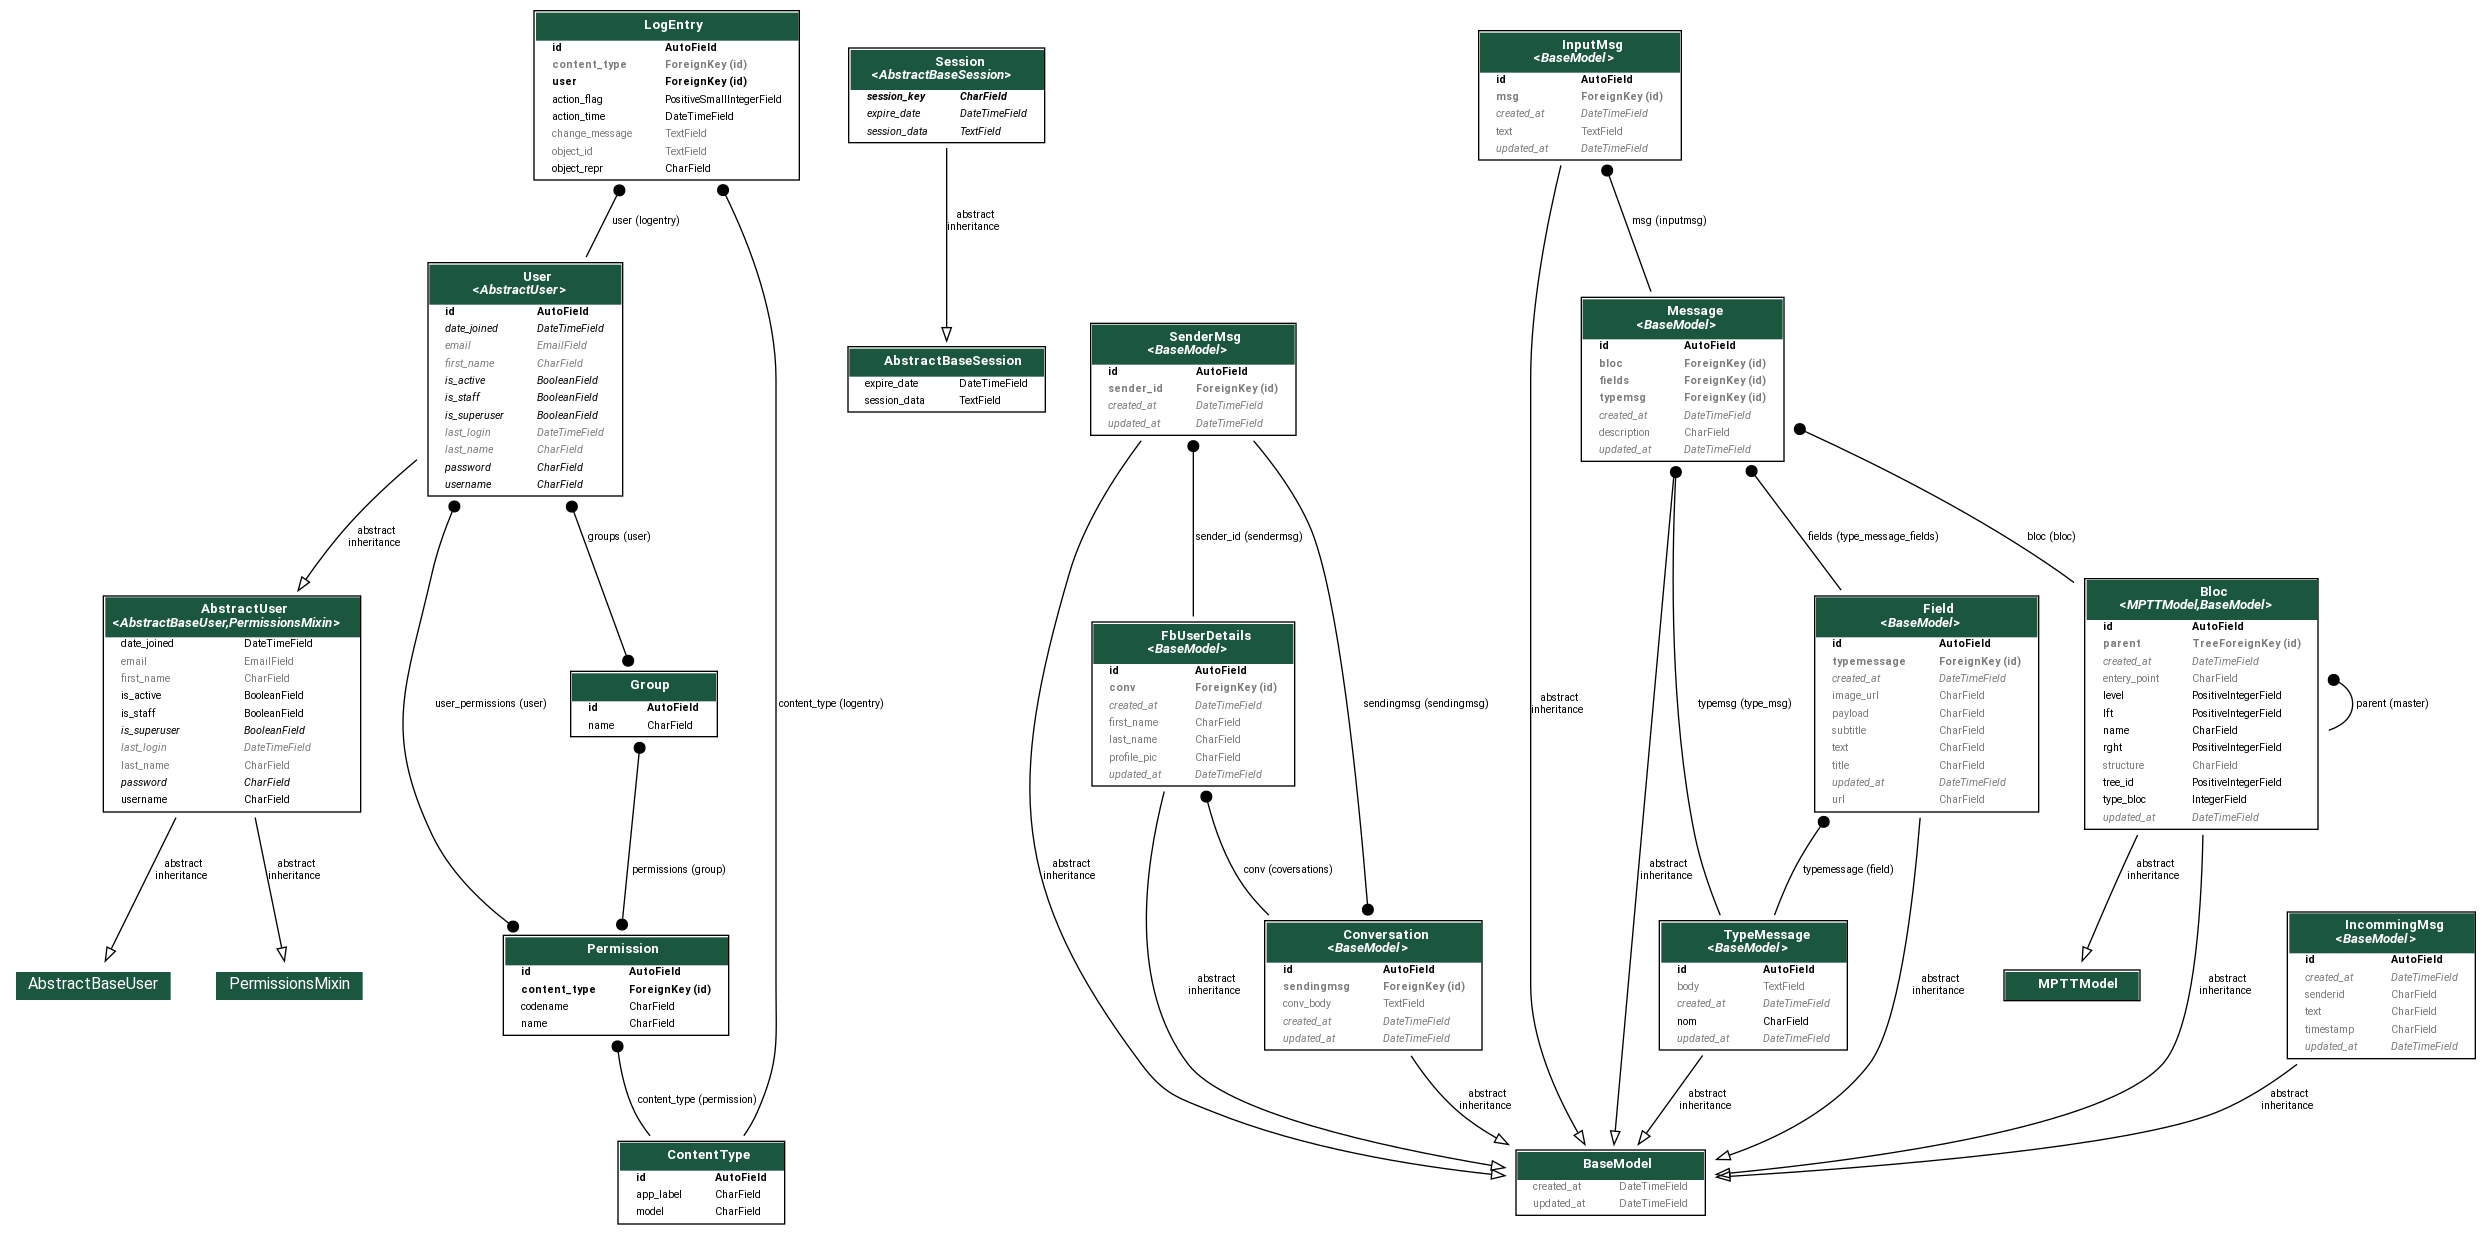 LogEntry
id AutoField
content_type ForeignKey (id)
user ForeignKey (id)
action_flag PositiveSmallIntegerField
action_time DateTimeField
change_message TextField
object_id TextField
object_repr CharField
Session
<AbstractBaseSession>
session_key CharField
expire_date DateTimeField
session_data TextField
InputMsg
<BaseModel>
id AutoField
msg ForeignKey (id)
created_at DateTimeField
text TextField
updated_at DateTimeField
user (logentry)
abstract
inheritance
msg (inputmsg)
User
<AbstractUser>
id AutoField
date_joined DateTimeField
email EmailField
first_name CharField
is_active BooleanField
is_staff BooleanField
is_superuser BooleanField
last_login DateTimeField
last_name CharField
password CharField
username CharField
AbstractBaseSession
expire_date DateTimeField
session_data TextField
SenderMsg
<BaseModel>
id AutoField
sender_id ForeignKey (id)
created_at DateTimeField
updated_at DateTimeField
Message
<BaseModel>
id AutoField
bloc ForeignKey (id)
fields ForeignKey (id)
typemsg ForeignKey (id)
created_at DateTimeField
description CharField
updated_at DateTimeField
abstract
inheritance
groups (user)
sender_id (sendermsg)
fields (type_message_fields)
bloc (bloc)
AbstractUser
<AbstractBaseUser,PermissionsMixin>
date_joined DateTimeField
email EmailField
first_name CharField
is_active BooleanField
is_staff BooleanField
is_superuser BooleanField
last_login DateTimeField
last_name CharField
password CharField
username CharField
user_permissions (user)
Group
id AutoField
name CharField
content_type (logentry)
FbUserDetails
<BaseModel>
id AutoField
conv ForeignKey (id)
created_at DateTimeField
first_name CharField
last_name CharField
profile_pic CharField
updated_at DateTimeField
sendingmsg (sendingmsg)
abstract
inheritance
typemsg (type_msg)
Field
<BaseModel>
id AutoField
typemessage ForeignKey (id)
created_at DateTimeField
image_url CharField
payload CharField
subtitle CharField
text CharField
title CharField
updated_at DateTimeField
url CharField
Bloc
<MPTTModel,BaseModel>
id AutoField
parent TreeForeignKey (id)
created_at DateTimeField
entery_point CharField
level PositiveIntegerField
lft PositiveIntegerField
name CharField
rght PositiveIntegerField
structure CharField
tree_id PositiveIntegerField
type_bloc IntegerField
updated_at DateTimeField
parent (master)
abstract
inheritance
abstract
inheritance
permissions (group)
abstract
inheritance
conv (coversations)
abstract
inheritance
typemessage (field)
abstract
inheritance
AbstractBaseUser
PermissionsMixin
Permission
id AutoField
content_type ForeignKey (id)
codename CharField
name CharField
abstract
inheritance
Conversation
<BaseModel>
id AutoField
sendingmsg ForeignKey (id)
conv_body TextField
created_at DateTimeField
updated_at DateTimeField
TypeMessage
<BaseModel>
id AutoField
body TextField
created_at DateTimeField
nom CharField
updated_at DateTimeField
abstract
inheritance
MPTTModel
abstract
inheritance
IncommingMsg
<BaseModel>
id AutoField
created_at DateTimeField
senderid CharField
text CharField
timestamp CharField
updated_at DateTimeField
content_type (permission)
abstract
inheritance
abstract
inheritance
abstract
inheritance
ContentType
id AutoField
app_label CharField
model CharField
BaseModel
created_at DateTimeField
updated_at DateTimeField